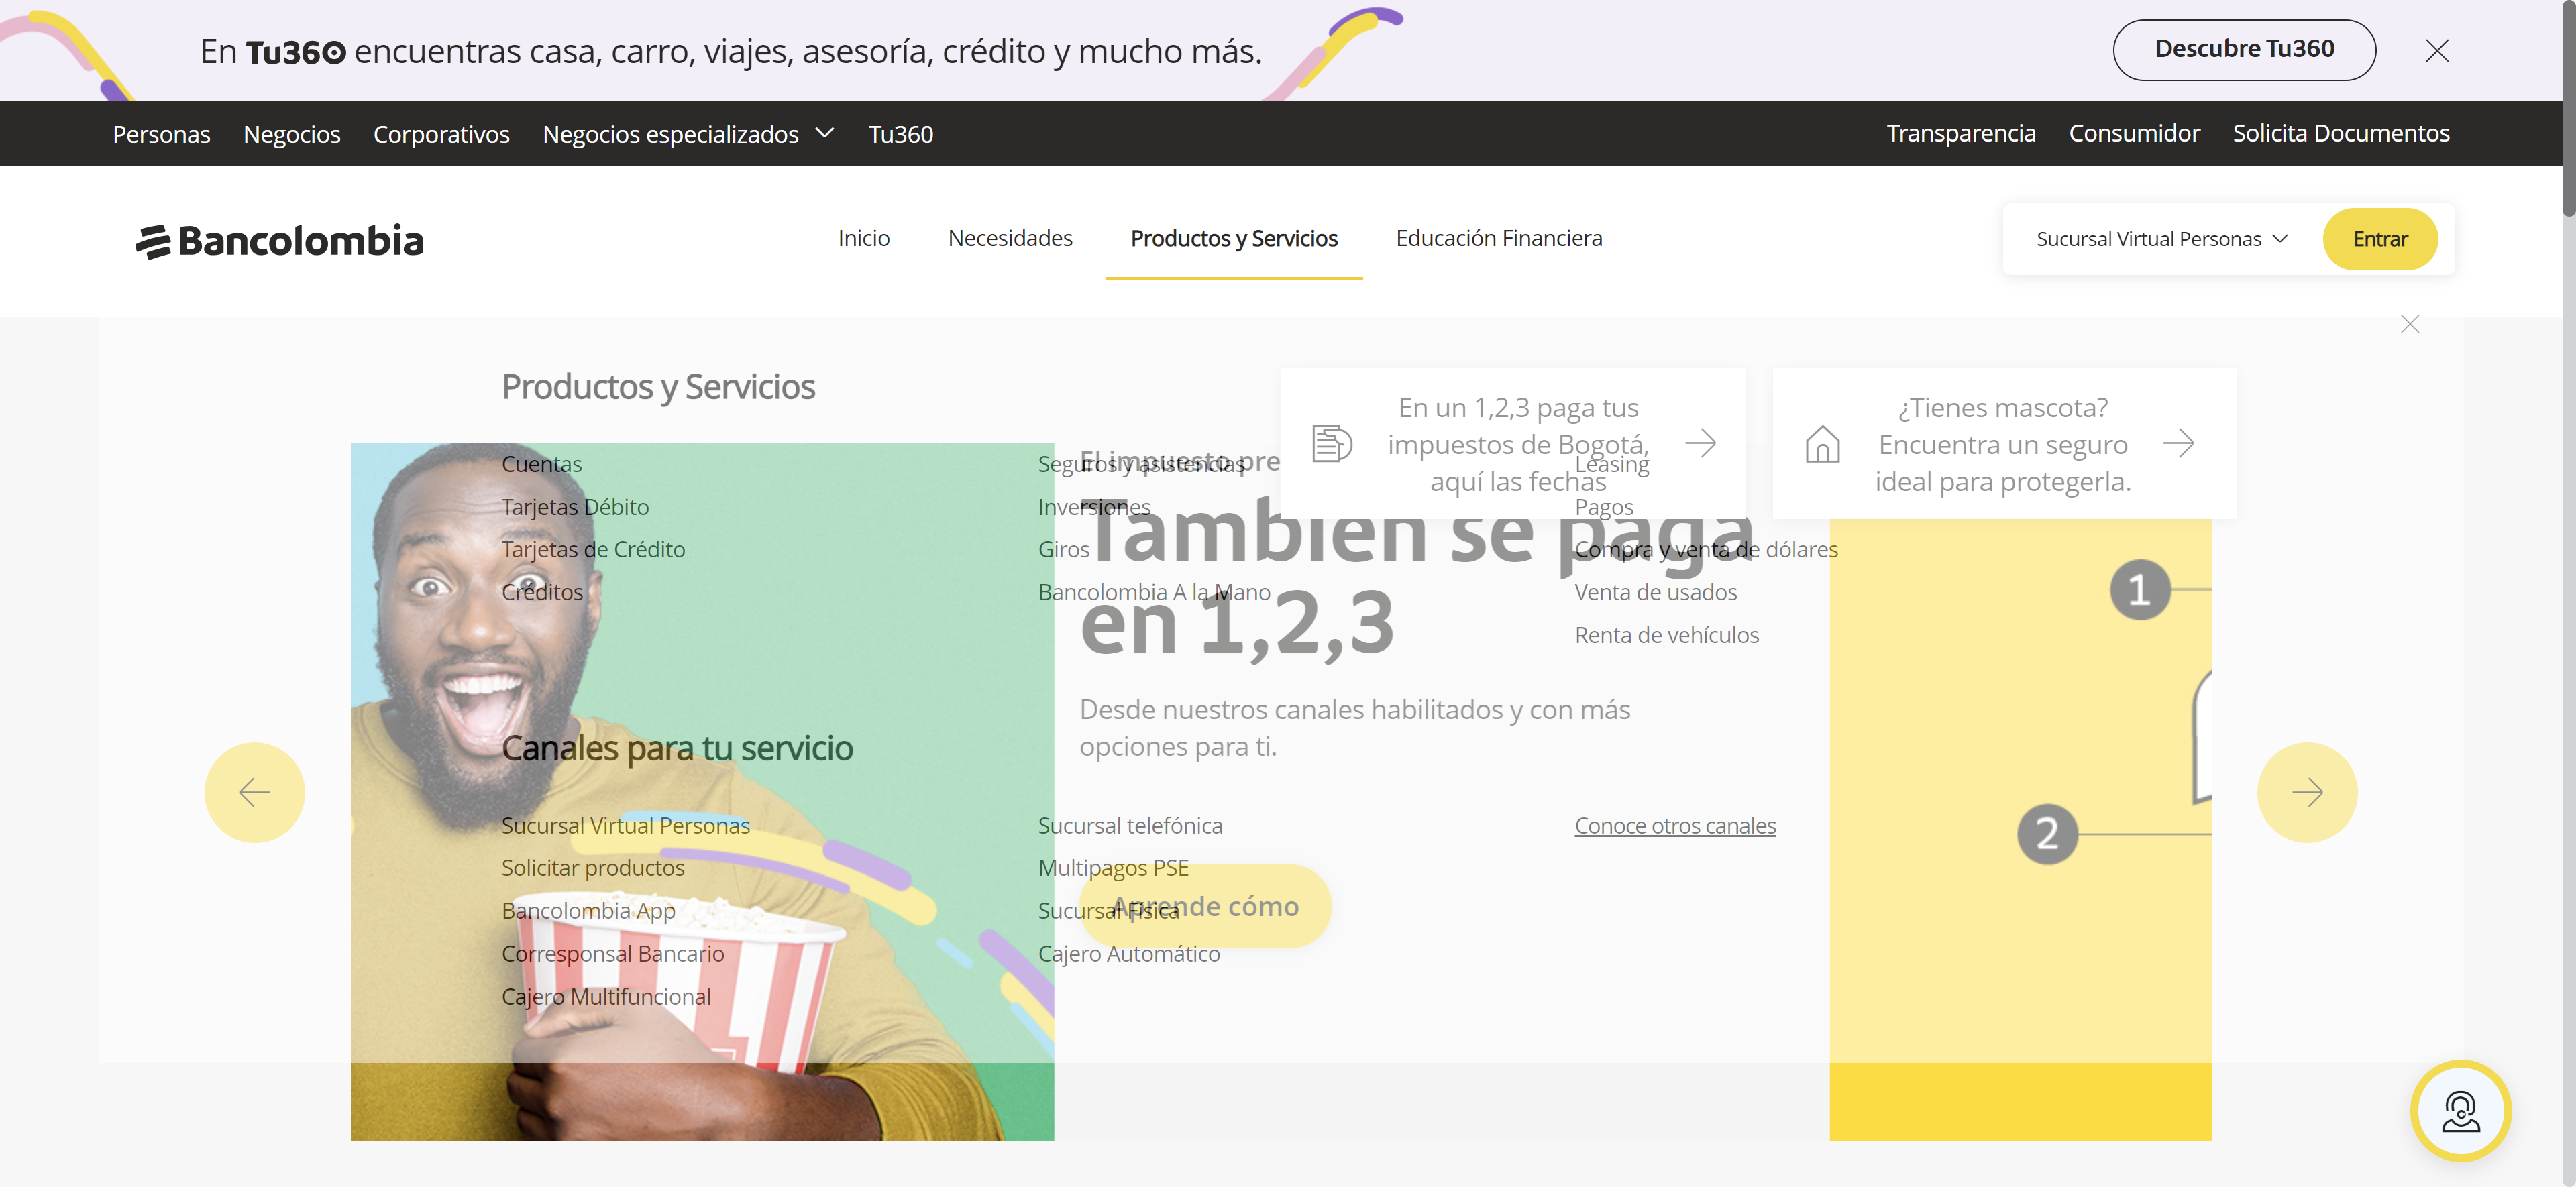 En Tu360 encuentras casa, carro, viajes, asesoría, crédito y mucho más.
Descubre Tu360
Personas
Negocios
Corporativos
Negocios especializados
Tu360
Transparencia
Consumidor
Solicita Documentos
Bancolombia
Inicio
Necesidades
Productos y Servicios
Educación Financiera
Sucursal Virtual Personas
Entrar
Productos y Servicios
En un 1,2,3 paga tus
impuestos de Bogotá,
aquí las fechas
¿Tienes mascota?
Encuentra un seguro
ideal para protegerla.
Cuentas
Tarjetas Débito
Tarjetas de Crédito
Créditos
Seguros y asistencias
Inversiones
Giros
Bancolombia A la Mano
Leasing
Pagos
Compra y venta de dólares
Venta de usados
Renta de vehículos
El impuesto pre
También se paga
en 1,2,3
Desde nuestros canales habilitados y con más
opciones para ti.
Aprende cómo
1
2
Canales para tu servicio
Sucursal Virtual Personas
Solicitar productos
Bancolombia App
Corresponsal Bancario
Cajero Multifuncional
Sucursal telefónica
Multipagos PSE
Sucursal Física
Cajero Automático
Conoce otros canales